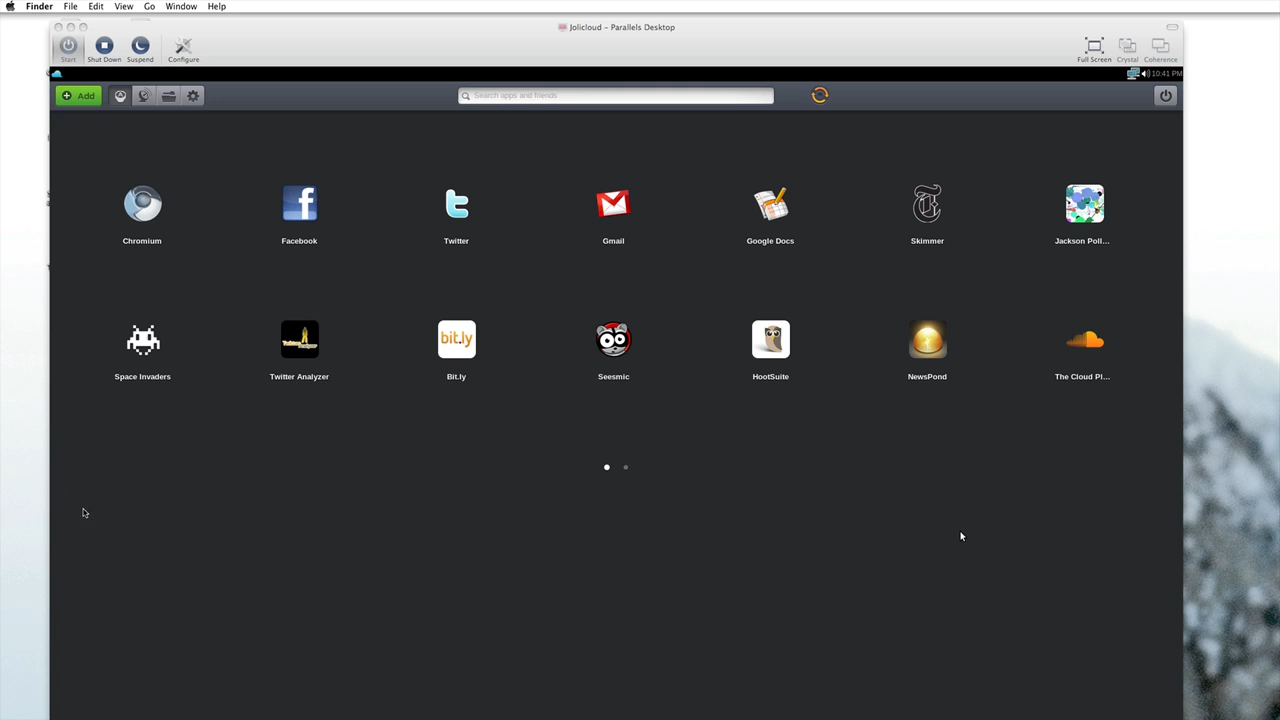 Finder File Edit View Go Window Help
Jolicloud – Parallels Desktop
Start Shut Down Suspend Configure Full Screen Crystal Coherence
10:41 PM
Add Search apps and friends
Chromium Facebook Twitter Gmail Google Docs Skimmer Jackson Poll...
bit.ly
Space Invaders Twitter Analyzer Bit.ly Seesmic HootSuite NewsPond The Cloud Pl...